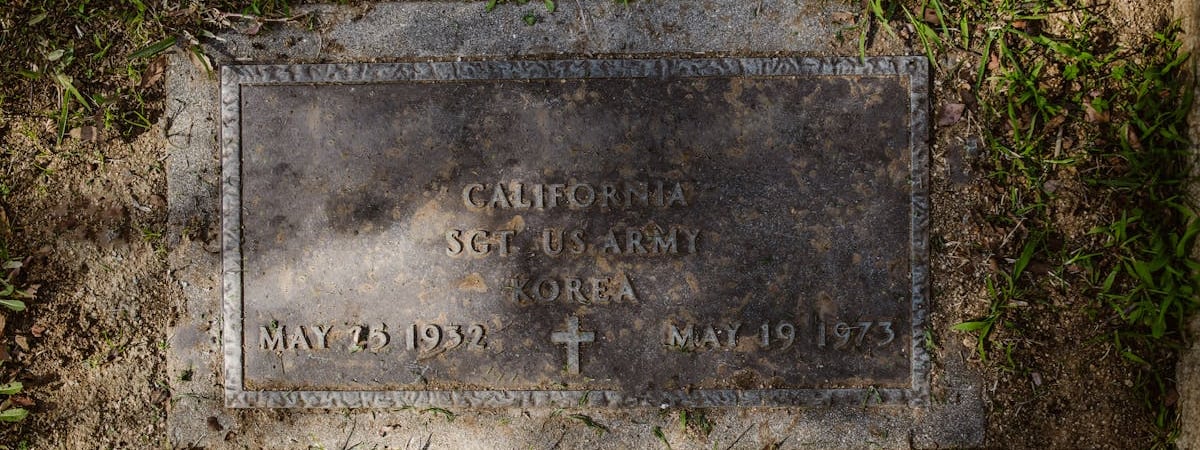 CALIFORNIA
SGT US ARMY
KOREA
MAY 25 1932 MAY 19 1973